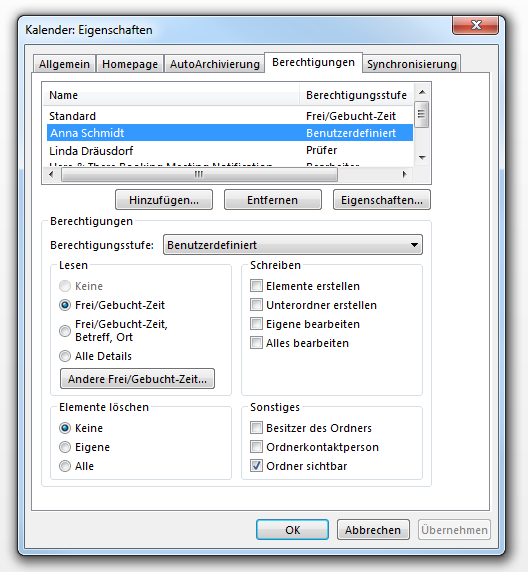 Kalender: Eigenschaften
Allgemein Homepage AutoArchivierung Berechtigungen Synchronisierung
Name Berechtigungsstufe
Standard Frei/Gebucht-Zeit
Anna Schmidt Benutzerdefiniert
Linda Dräusdorf Prüfer
Here & There Booking Meeting Notification Bearbeiter
Hinzufügen... Entfernen Eigenschaften...
Berechtigungen
Berechtigungsstufe: Benutzerdefiniert
Lesen
Keine
Frei/Gebucht-Zeit
Frei/Gebucht-Zeit,
Betreff, Ort
Alle Details
Andere Frei/Gebucht-Zeit...
Schreiben
Elemente erstellen
Unterordner erstellen
Eigene bearbeiten
Alles bearbeiten
Elemente löschen
Keine
Eigene
Alle
Sonstiges
Besitzer des Ordners
Ordnerkontaktperson
Ordner sichtbar
OK Abbrechen Übernehmen